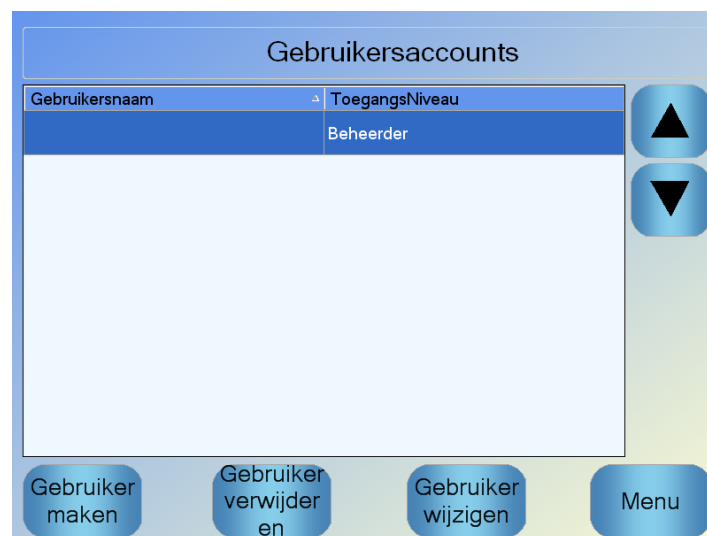 Gebruikersaccounts
Gebruikersnaam ToegangsNiveau
Beheerder
Gebruiker
maken
Gebruiker
verwijder
en
Gebruiker
wijzigen
Menu